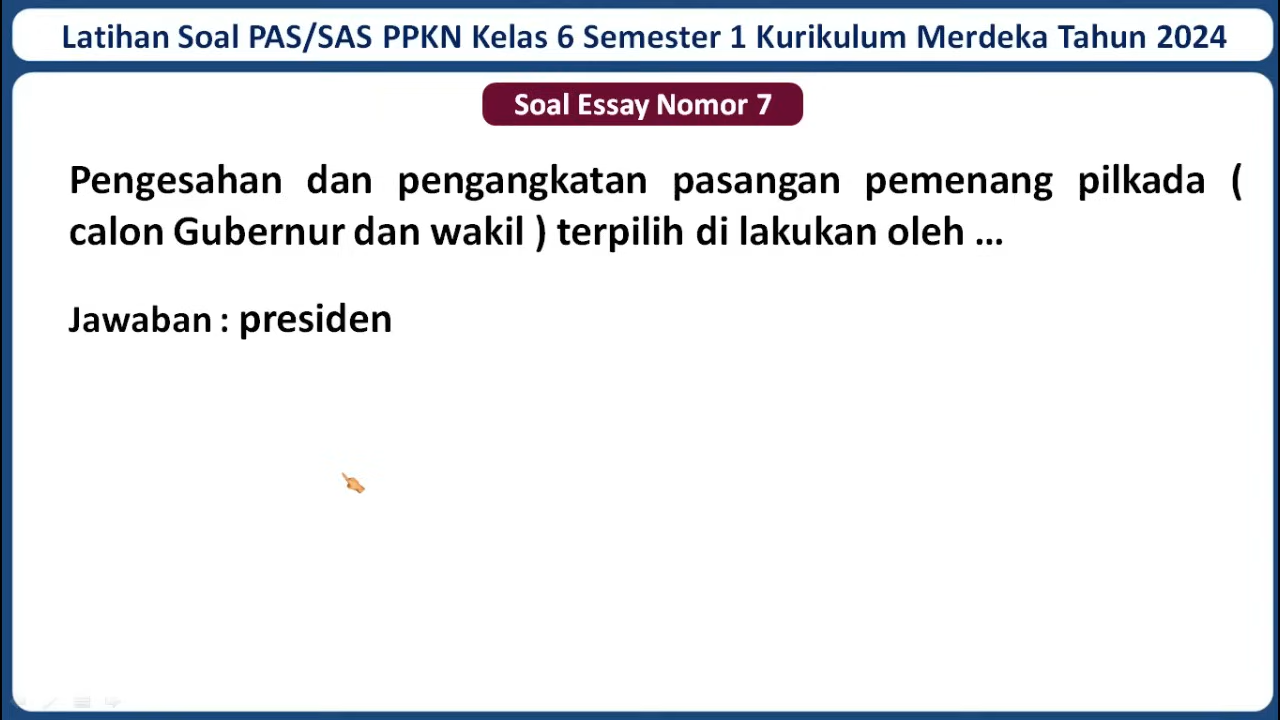 Latihan Soal PAS/SAS PPKN Kelas 6 Semester 1 Kurikulum Merdeka Tahun 2024
Soal Essay Nomor 7
Pengesahan dan pengangkatan pasangan pemenang pilkada (
calon Gubernur dan wakil ) terpilih di lakukan oleh ...
Jawaban : presiden